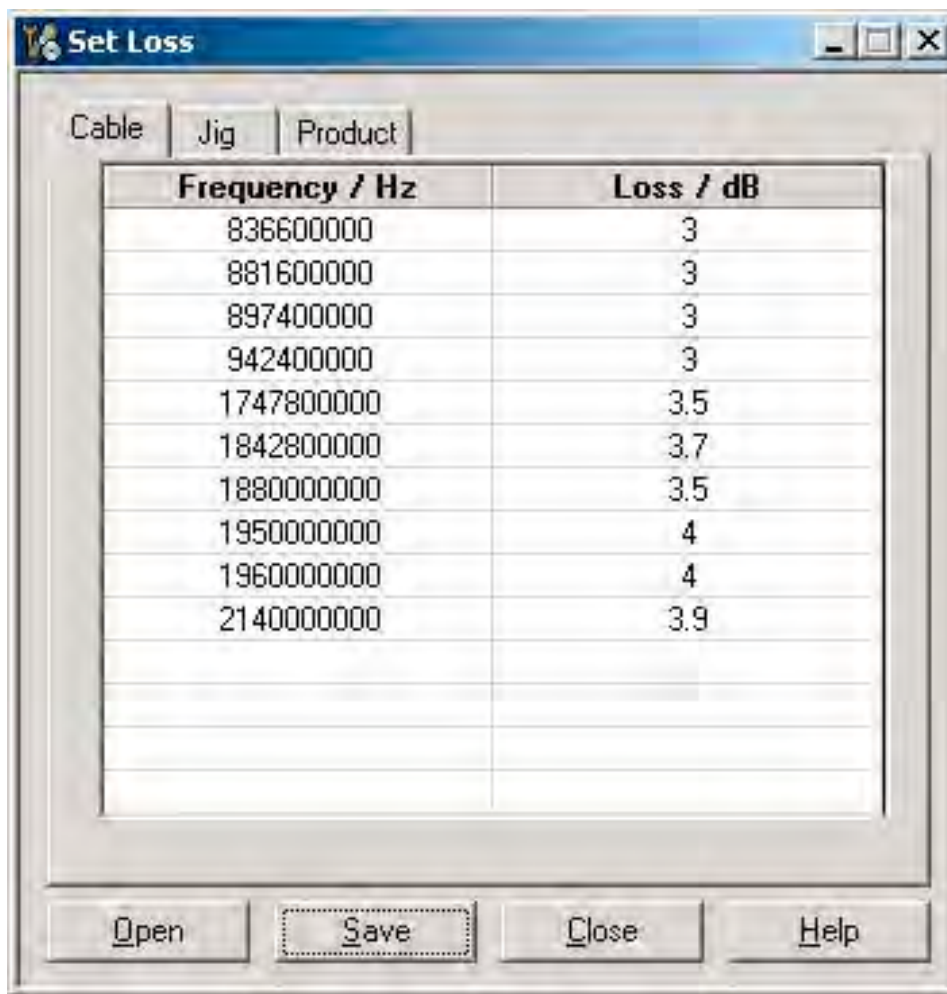 Set Loss
Cable Jig Product
Frequency / Hz Loss / dB
836600000 3
881600000 3
897400000 3
942400000 3
1747800000 3.5
1842800000 3.7
1880000000 3.5
1950000000 4
1960000000 4
2140000000 3.9
Open Save Close Help